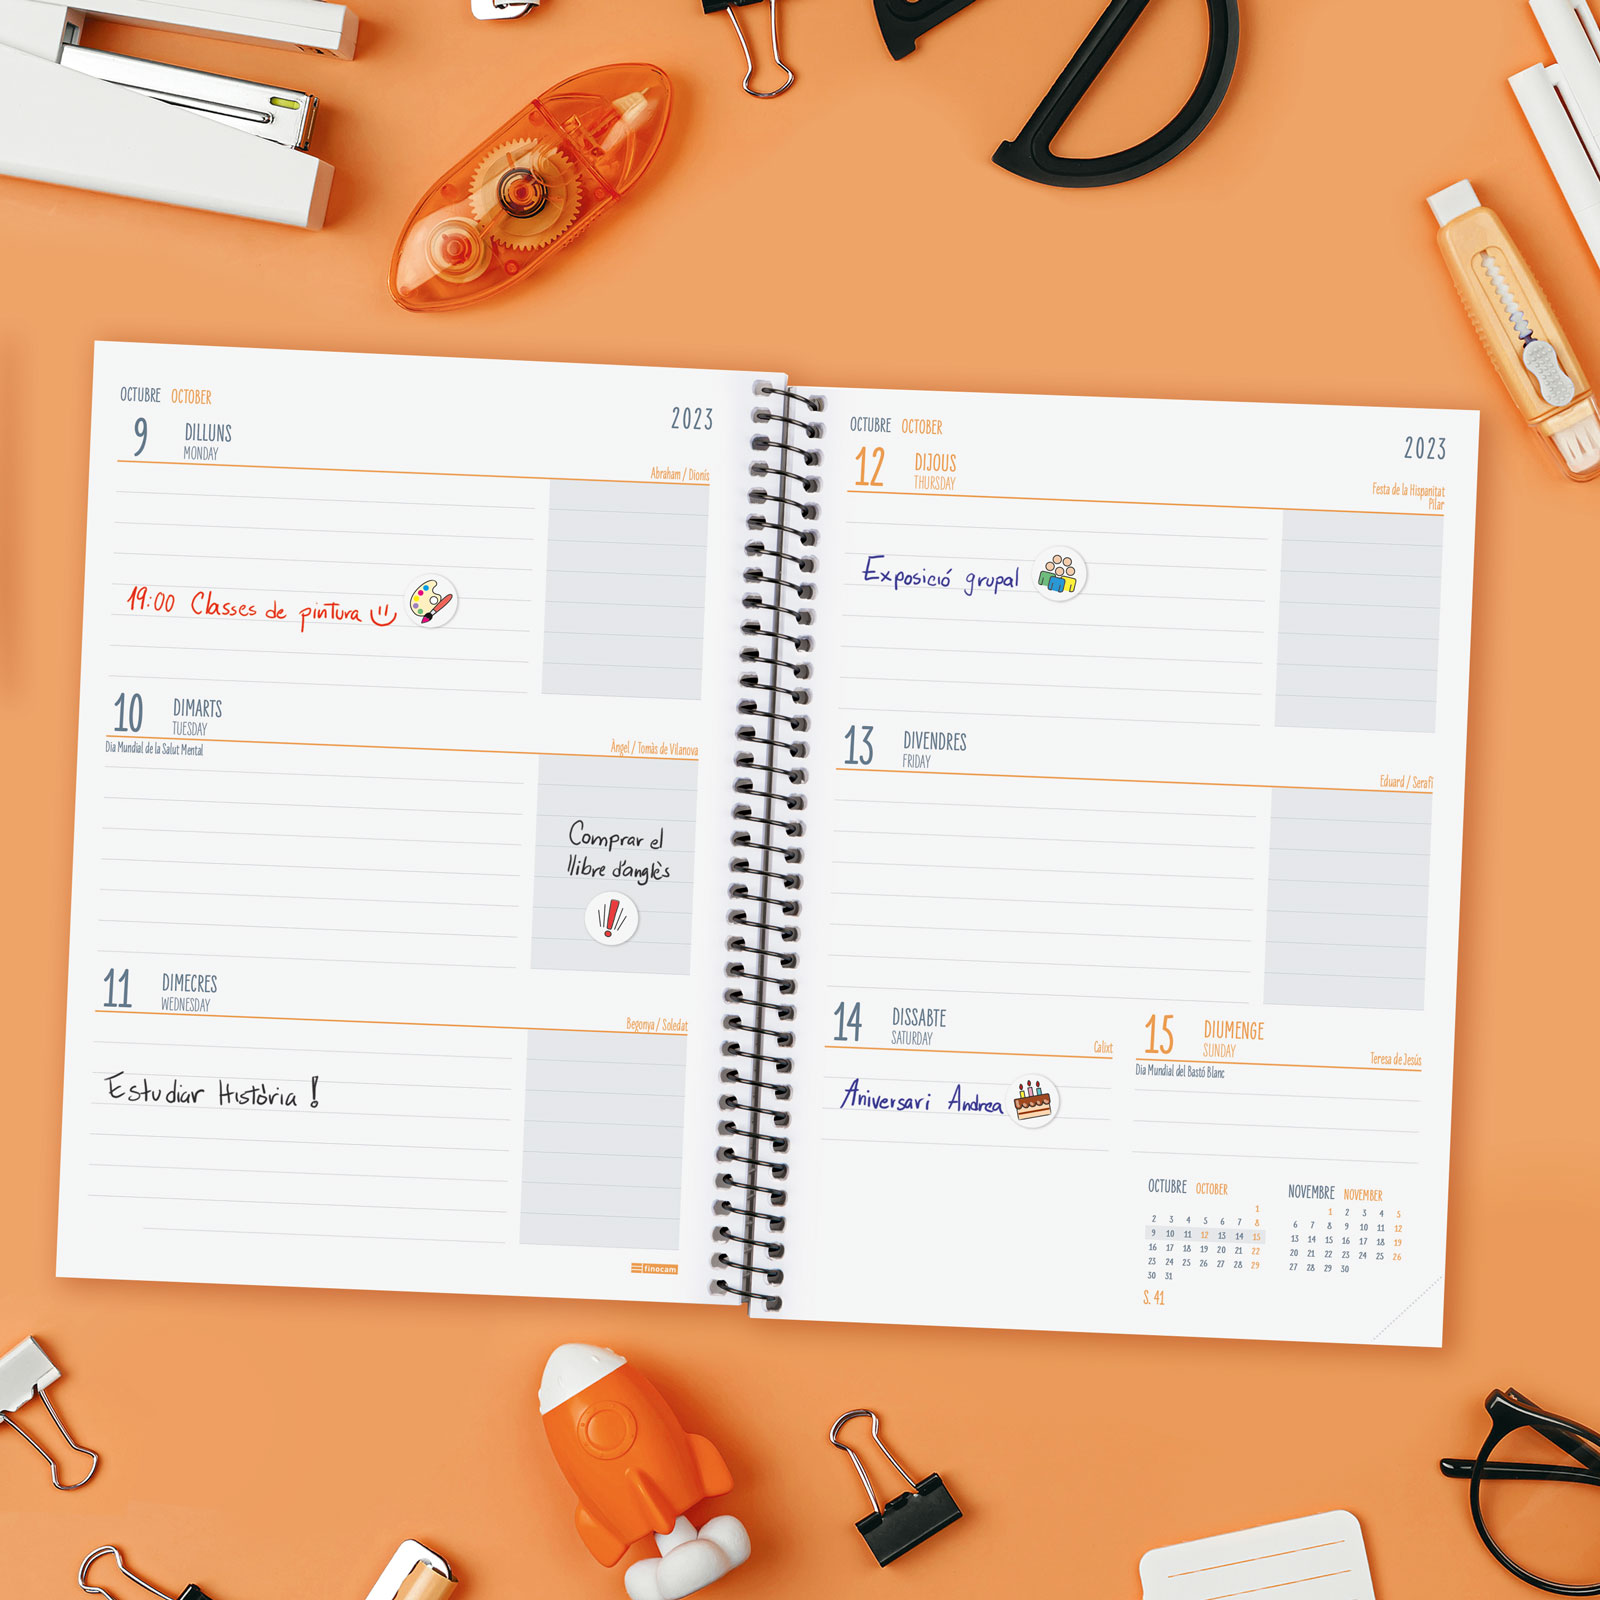 OCTUBRE OCTOBER
2023
9 DILLUNS
MONDAY
Abraham / Dionís
19:00 Classes de pintura
10 DIMARTS
TUESDAY
Dia Mundial de la Salut Mental
Àngel / Tomàs de Vilanova
Comprar el
llibre d'anglès
11 DIMECRES
WEDNESDAY
Begonya / Soledat
Estudiar Història !
finocam
OCTUBRE OCTOBER
2023
12 DIJOUS
THURSDAY
Festa de la Hispanitat
Pilar
Exposició grupal
13 DIVENDRES
FRIDAY
Eduard / Serafí
14 DISSABTE
SATURDAY
Calixt
Aniversari Andrea
15 DIUMENGE
SUNDAY
Teresa de Jesús
Dia Mundial del Bastó Blanc
OCTUBRE OCTOBER
1
2 3 4 5 6 7 8
9 10 11 12 13 14 15
16 17 18 19 20 21 22
23 24 25 26 27 28 29
30 31
S. 41
NOVEMBRE NOVEMBER
1 2 3 4 5
6 7 8 9 10 11 12
13 14 15 16 17 18 19
20 21 22 23 24 25 26
27 28 29 30